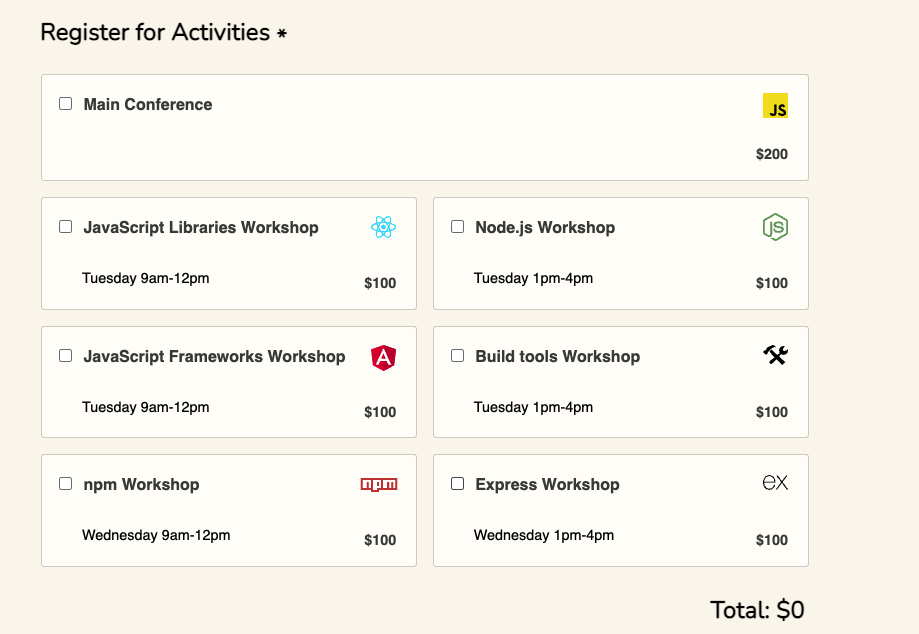 Register for Activities *
Main Conference
JS
$200
JavaScript Libraries Workshop
Tuesday 9am-12pm
$100
Node.js Workshop
JS
Tuesday 1pm-4pm
$100
JavaScript Frameworks Workshop
A
Tuesday 9am-12pm
$100
Build tools Workshop
Tuesday 1pm-4pm
$100
npm Workshop
npm
Wednesday 9am-12pm
$100
Express Workshop
ex
Wednesday 1pm-4pm
$100
Total: $0